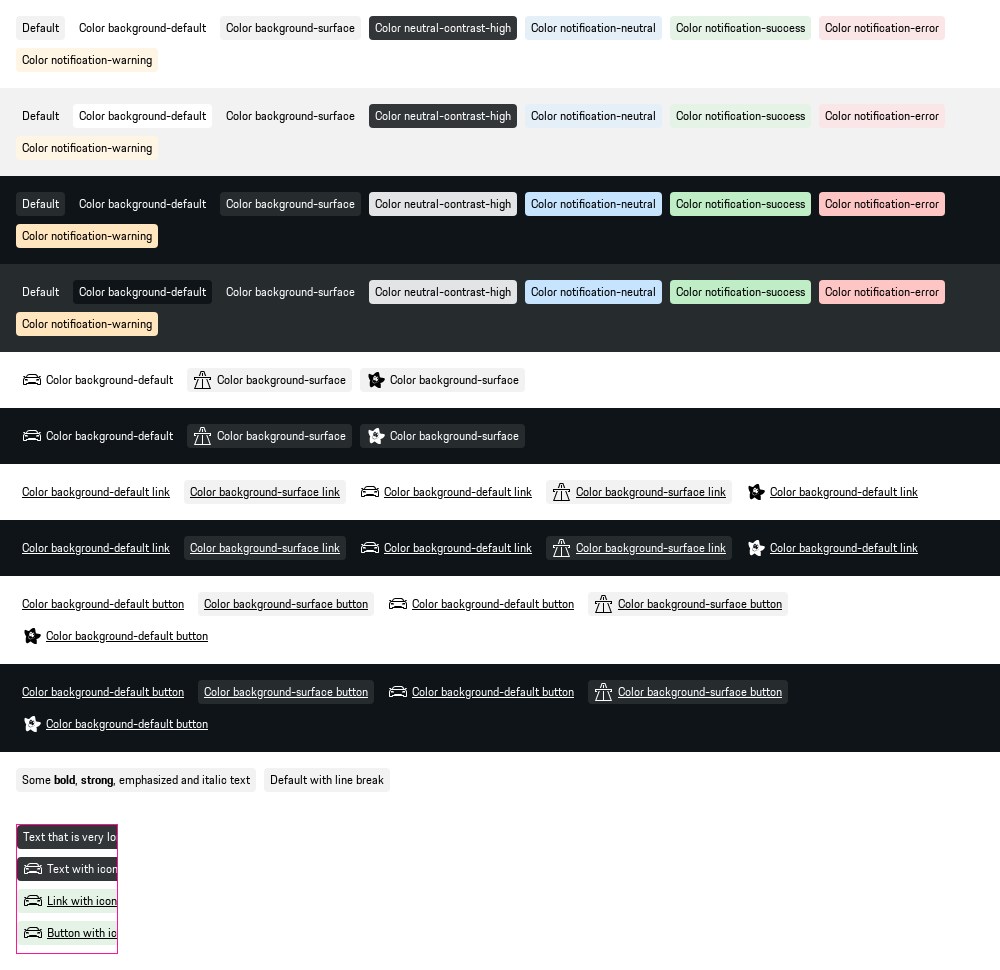 Default Color background-default Color background-surface Color neutral-contrast-high Color notification-neutral Color notification-success Color notification-error
Color notification-warning
Default Color background-default Color background-surface Color neutral-contrast-high Color notification-neutral Color notification-success Color notification-error
Color notification-warning
Default Color background-default Color background-surface Color neutral-contrast-high Color notification-neutral Color notification-success Color notification-error
Color notification-warning
Default Color background-default Color background-surface Color neutral-contrast-high Color notification-neutral Color notification-success Color notification-error
Color notification-warning
Color background-default Color background-surface Color background-surface
Color background-default Color background-surface Color background-surface
Color background-default link Color background-surface link Color background-default link Color background-surface link Color background-default link
Color background-default link Color background-surface link Color background-default link Color background-surface link Color background-default link
Color background-default button Color background-surface button Color background-default button Color background-surface button
Color background-default button
Color background-default button Color background-surface button Color background-default button Color background-surface button
Color background-default button
Some bold, strong, emphasized and italic text Default with line break
Text that is very lo
Text with icon
Link with icon
Button with ic